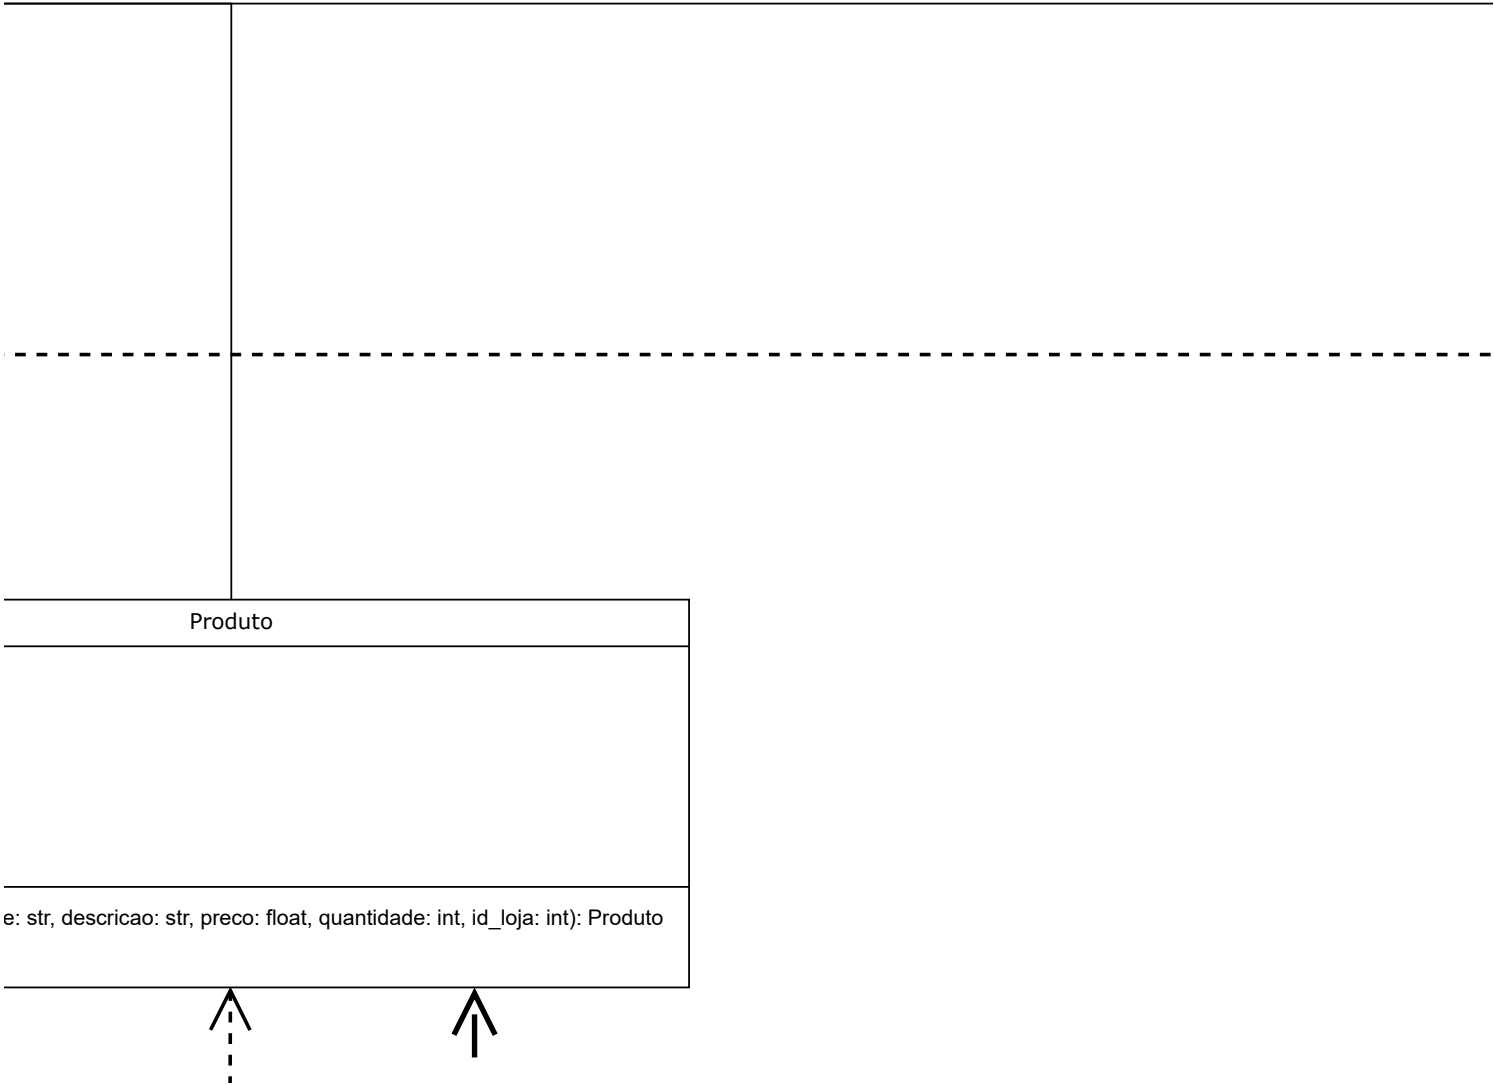 Produto
e: str, descricao: str, preco: float, quantidade: int, id_loja: int): Produto